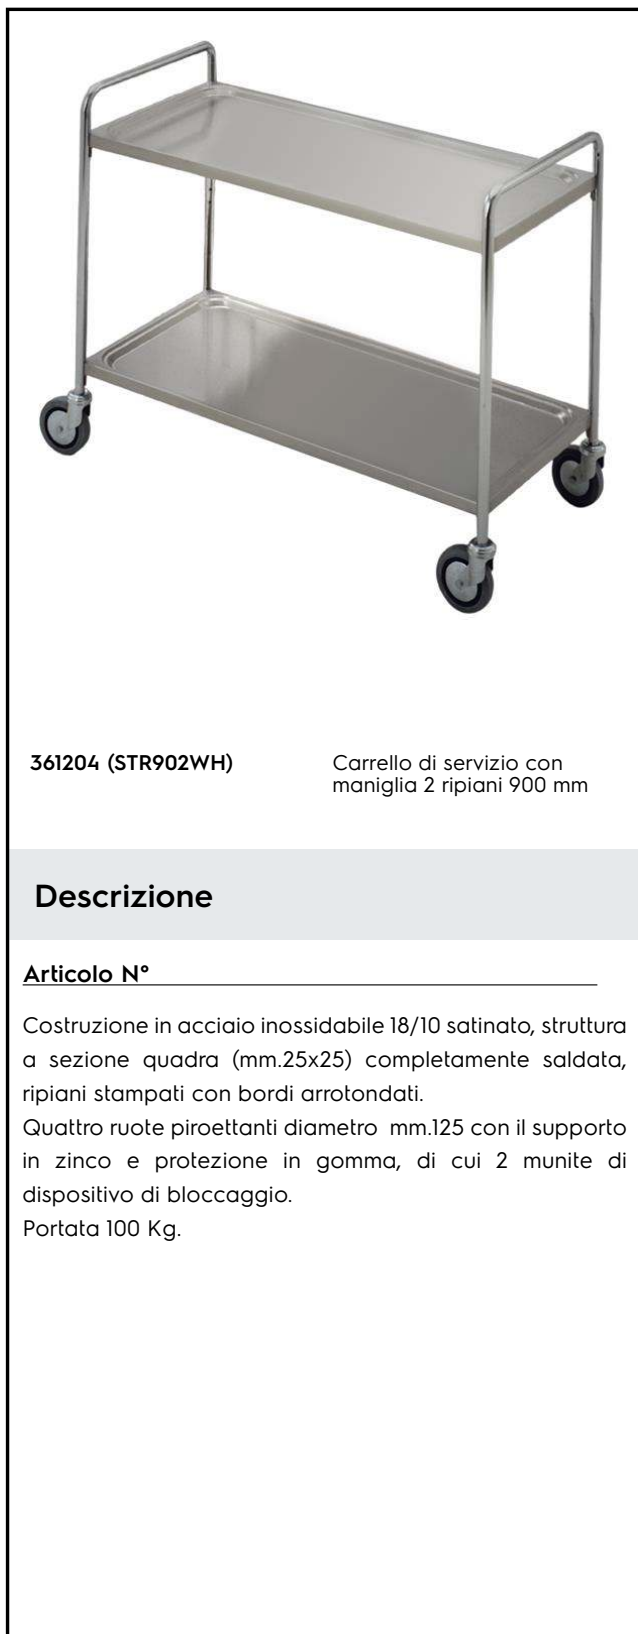 361204 (STR902WH)
Carrello di servizio con
maniglia 2 ripiani 900 mm
Descrizione
Articolo N°
Costruzione in acciaio inossidabile 18/10 satinato, struttura
a sezione quadra (mm.25x25) completamente saldata,
ripiani stampati con bordi arrotondati.
Quattro ruote piroettanti diametro mm.125 con il supporto
in zinco e protezione in gomma, di cui 2 munite di
dispositivo di bloccaggio.
Portata 100 Kg.